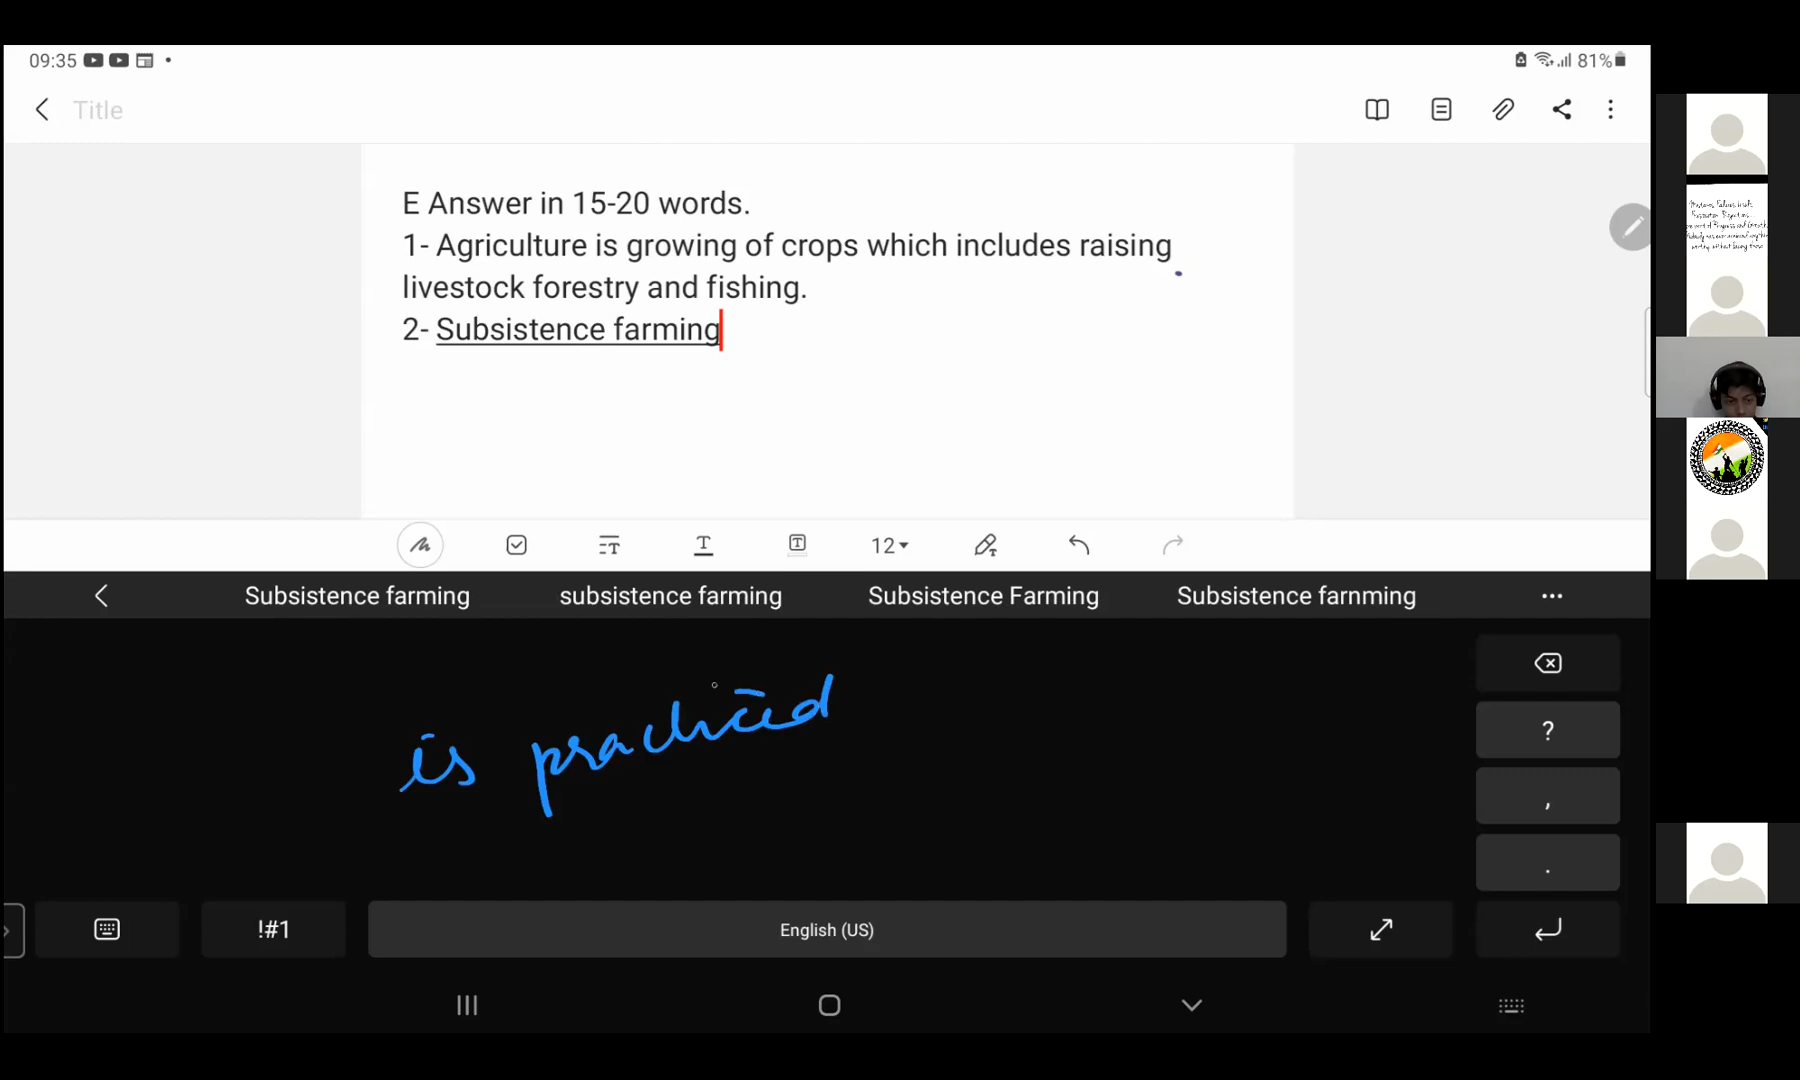 09:35
81%
Title
E Answer in 15-20 words.
1- Agriculture is growing of crops which includes raising
livestock forestry and fishing.
2- Subsistence farming
12
Subsistence farming subsistence farming Subsistence Farming Subsistence farnming ...
is practiced
?
,
.
!#1
English (US)